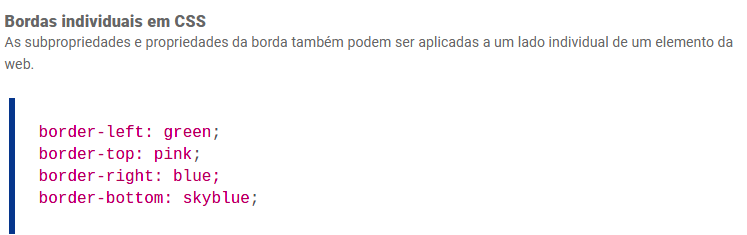 Bordas individuais em CSS
As subpropriedades e propriedades da borda também podem ser aplicadas a um lado individual de um elemento da
web.
border-left: green;
border-top: pink;
border-right: blue;
border-bottom: skyblue;